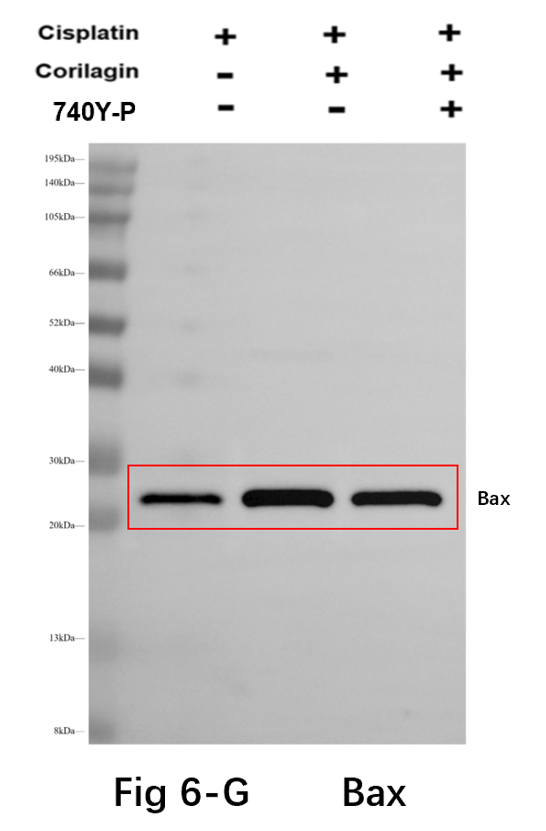 Cisplatin + + +
Corilagin - + +
740Y-P - - +
195kDa
140kDa
105kDa
66kDa
52kDa
40kDa
30kDa
Bax
20kDa
13kDa
8kDa
Fig 6-G Bax